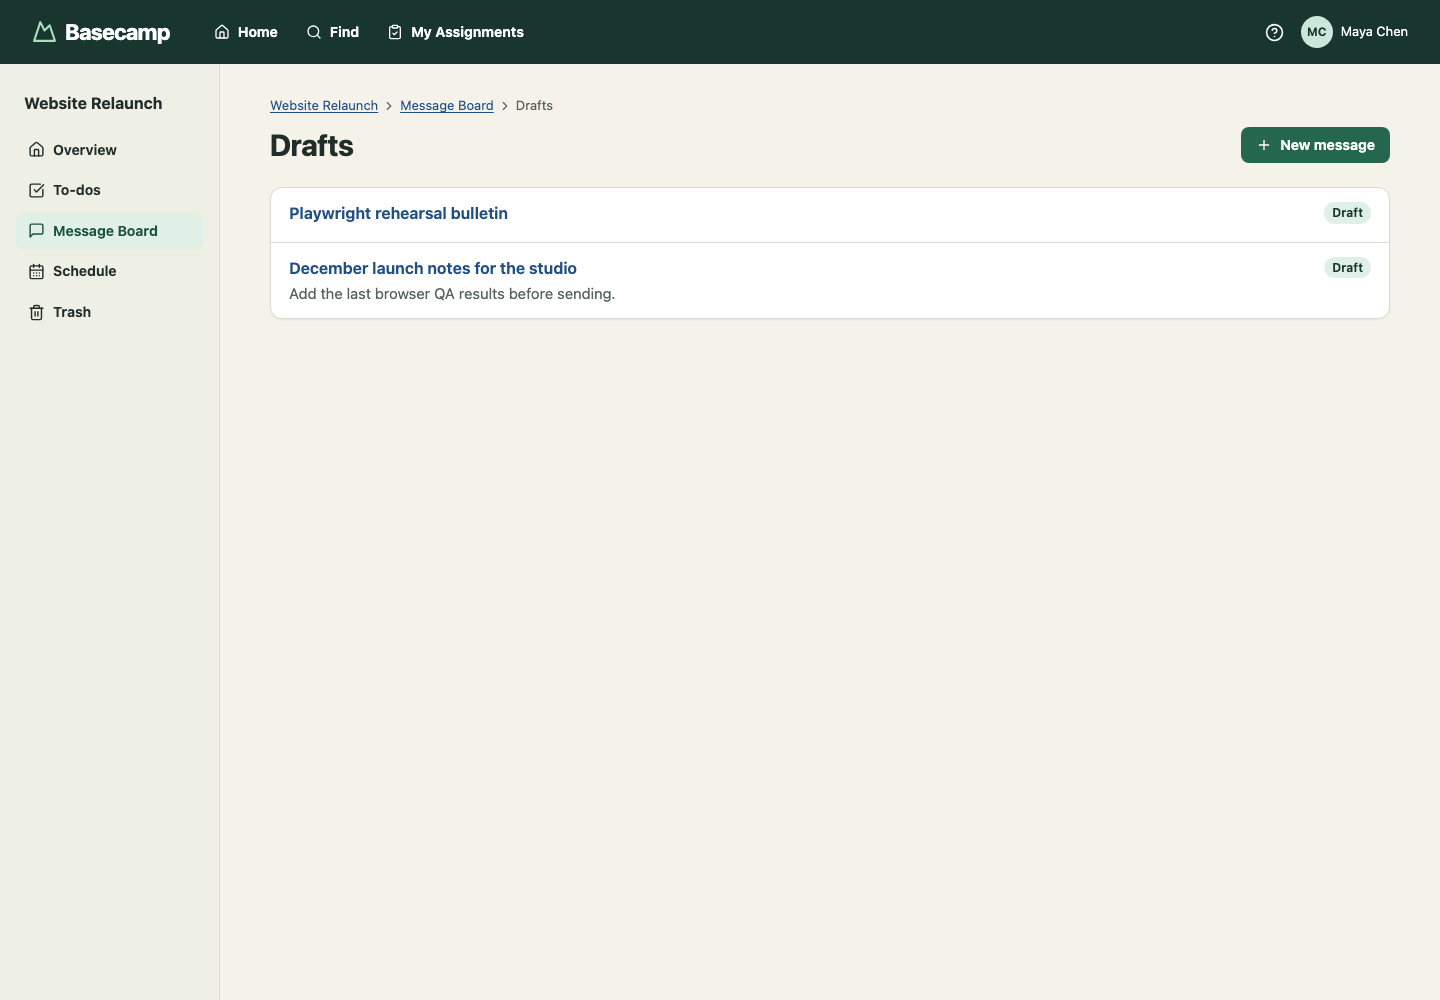 Basecamp
Home
Find
My Assignments
MC
Maya Chen
Website Relaunch
Overview
To-dos
Message Board
Schedule
Trash
Website Relaunch > Message Board > Drafts
Drafts
New message
Playwright rehearsal bulletin
Draft
December launch notes for the studio
Draft
Add the last browser QA results before sending.